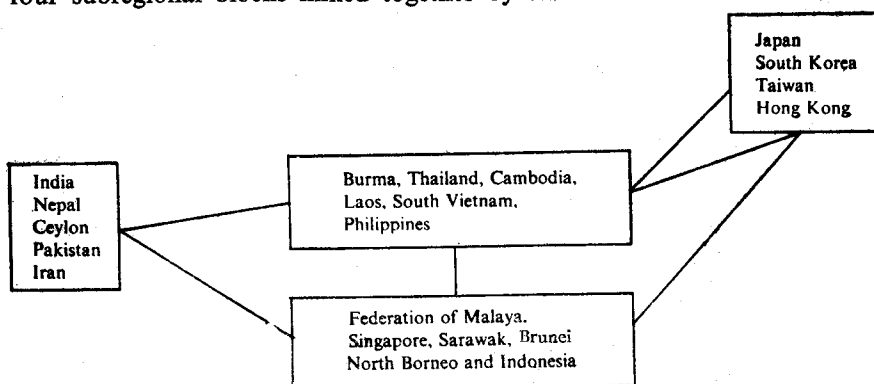 four subregional blocks linked together by
Japan
South Korea
Taiwan
Hong Kong
India
Nepal
Ceylon
Pakistan
Iran
Burma, Thailand, Cambodia,
Laos, South Vietnam,
Philippines
Federation of Malaya.
Singapore, Sarawak, Brunei
North Borneo and Indonesia